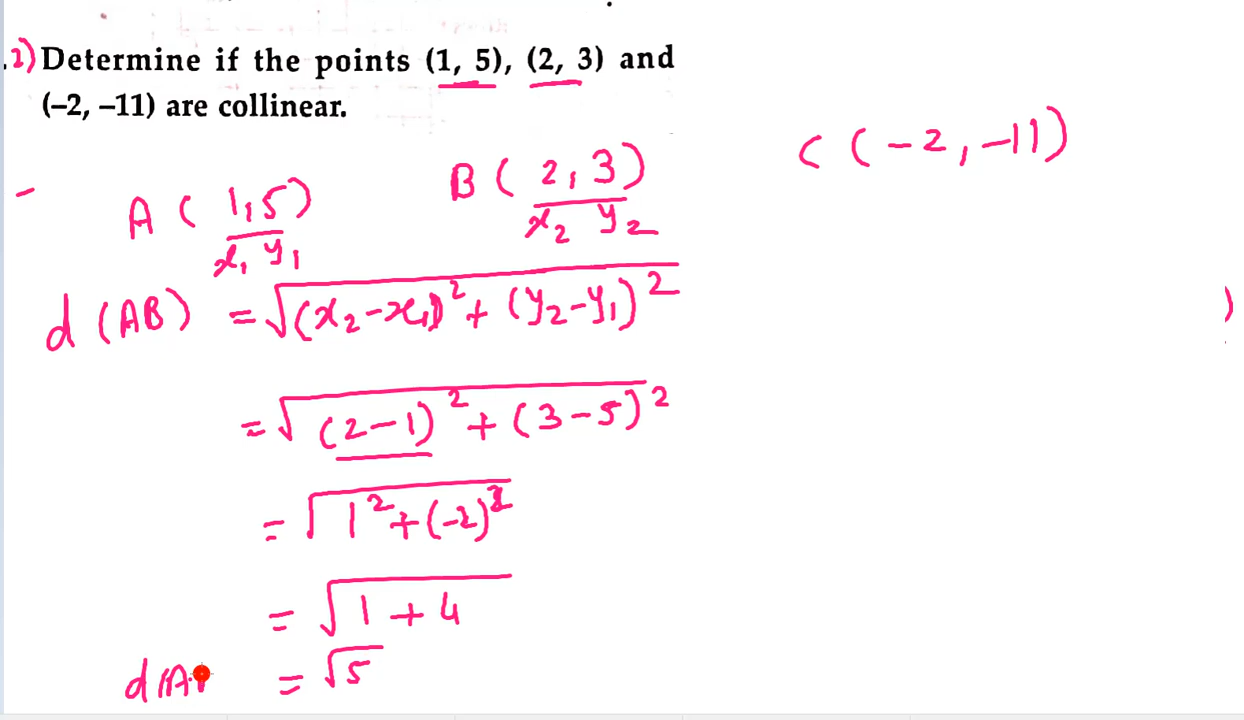 2) Determine if the points (1, 5), (2, 3) and
(–2, –11) are collinear.
A ( 1, 5 ) B ( 2, 3 ) C ( -2, -11 )
x₁ y₁ x₂ y₂
d (AB) = √(x₂-x₁)² + (y₂-y₁)²
= √(2-1)² + (3-5)²
= √1² + (-2)²
= √1 + 4
d(A = √5
)